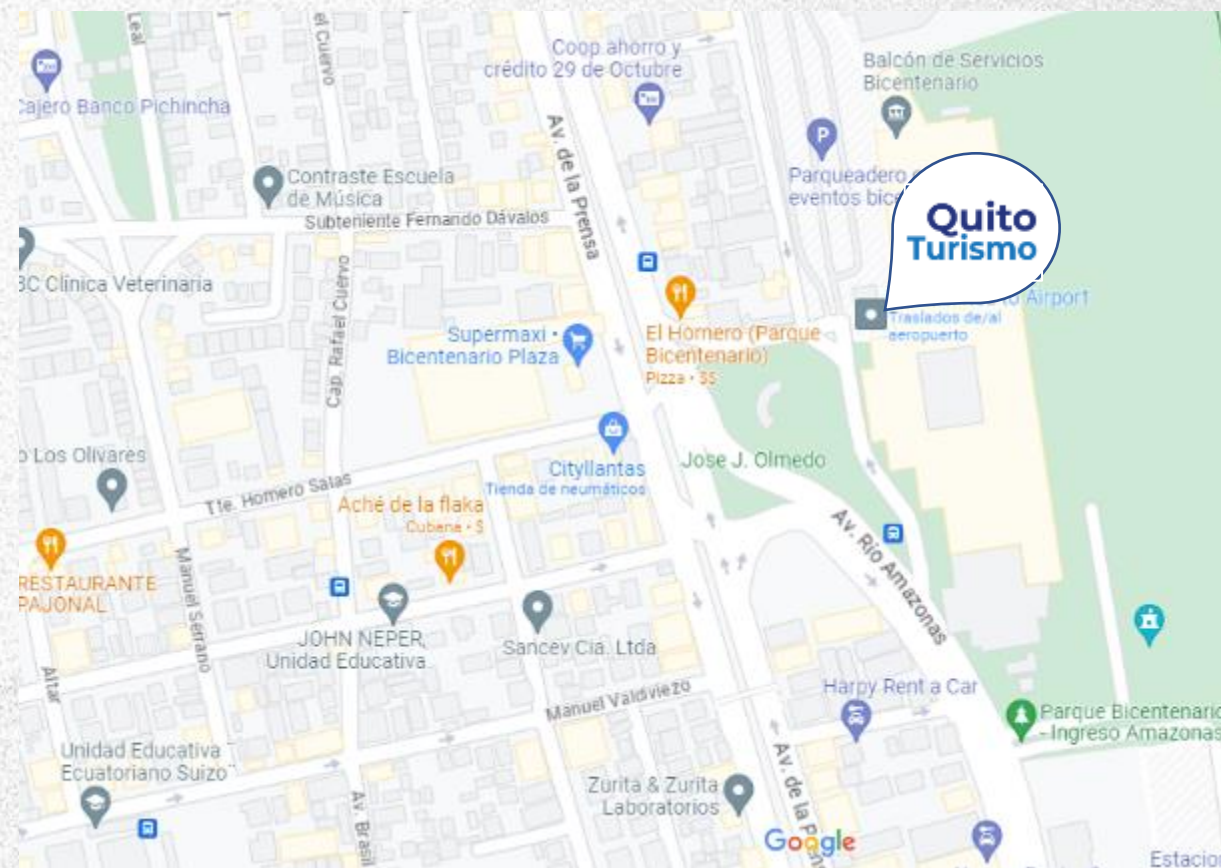 Leal
el Cuervo
Coop ahorro y
crédito 29 de Octubre
Balcón de Servicios
Bicentenario
Cajero Banco Pichincha
Av. de la Prensa
P
Parqueadero
eventos
Contraste Escuela
de Música
Subteniente Fernando Dávalos
Quito
Turismo
Clínica Veterinaria
Airport
Traslados de/al
aeropuerto
Cap. Rafael Cuervo
Supermaxi •
Bicentenario Plaza
El Hornero (Parque
Bicentenario)
Pizza • $$
Los Olivares
Cityllantas
Tienda de neumáticos
Jose J. Olmedo
Tte. Homero Salas
Aché de la flaka
Cubana • $
Av. Río Amazonas
RESTAURANTE
PAJONAL
Manuel Serrano
JOHN NEPER,
Unidad Educativa
Sancev Cia. Ltda
Altar
Manuel Valdiviezo
Harpy Rent a Car
Parque Bicentenario
- Ingreso Amazonas
Unidad Educativa
Ecuatoriano Suizo
Av. Brasil
Zurita & Zurita
Laboratorios
Av. de la
Google